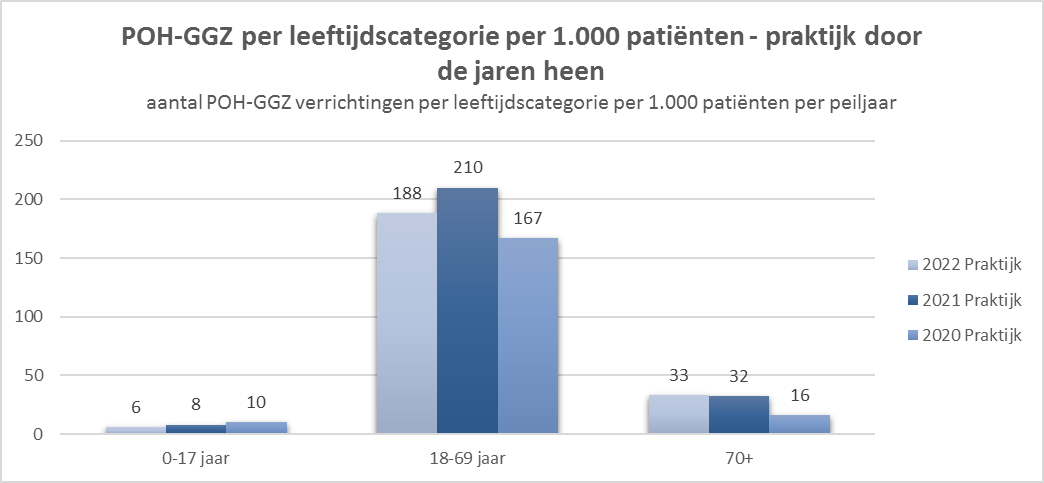 POH-GGZ per leeftijdscategorie per 1.000 patiënten - praktijk door
de jaren heen
aantal POH-GGZ verrichtingen per leeftijdscategorie per 1.000 patiënten per peiljaar
250
200
150
100
50
0
6
8
10
188
210
167
33
32
16
0-17 jaar
18-69 jaar
70+
2022 Praktijk
2021 Praktijk
2020 Praktijk